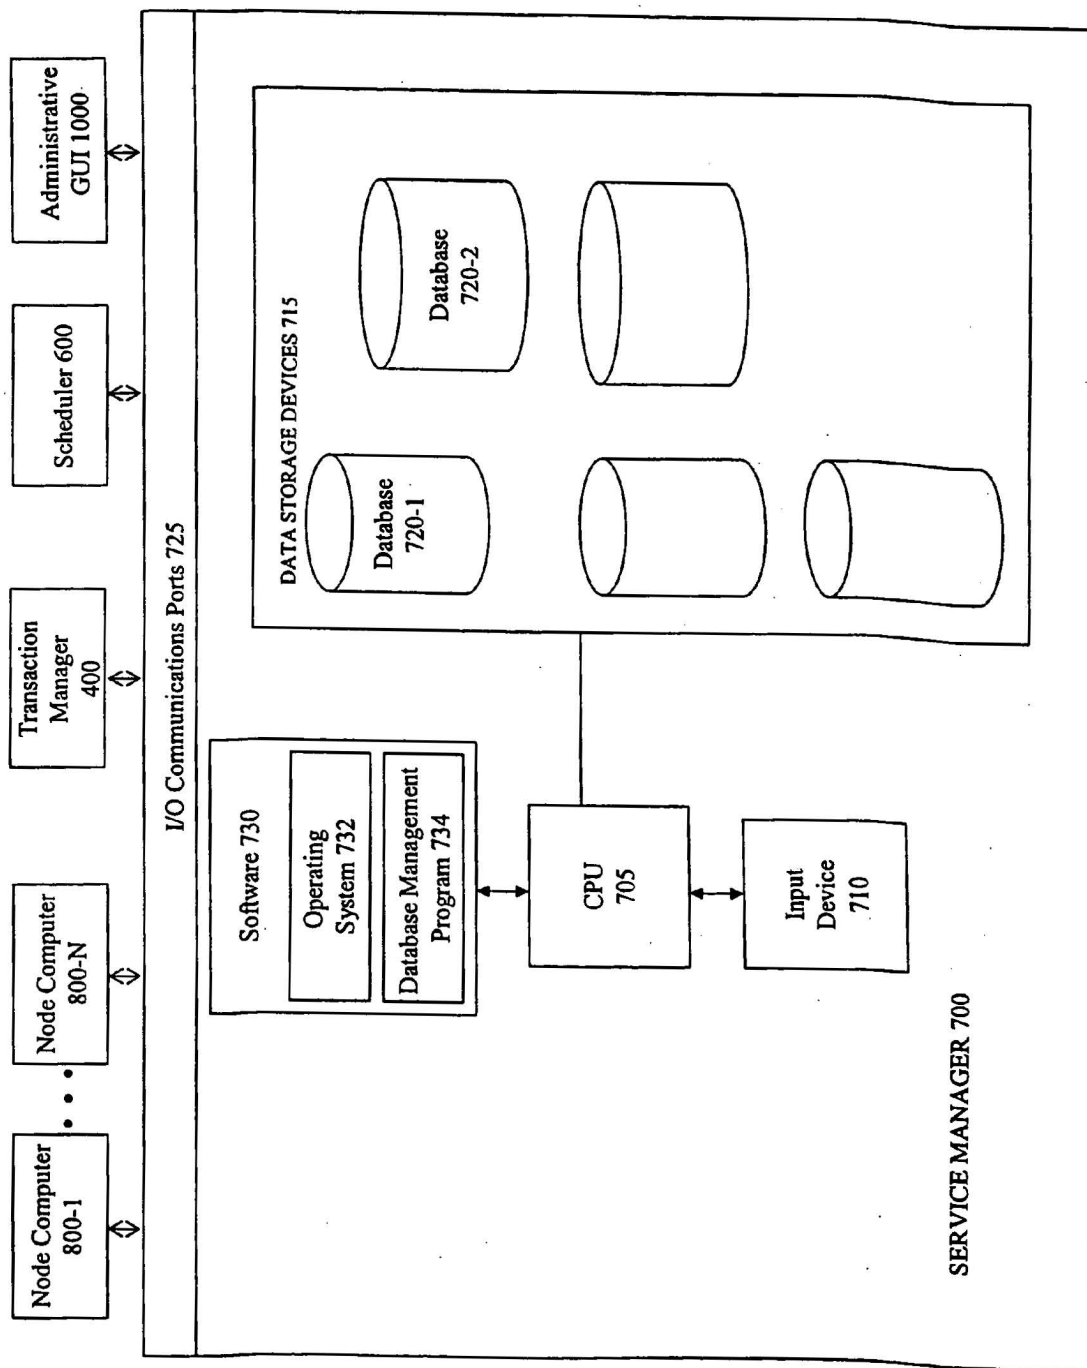 Node Computer
800-1
Node Computer
800-N
Transaction
Manager
400
Scheduler 600
Administrative
GUI 1000
I/O Communications Ports 725
Software 730
Operating
System 732
Database Management
Program 734
CPU
705
Input
Device
710
DATA STORAGE DEVICES 715
Database
720-1
Database
720-2
SERVICE MANAGER 700